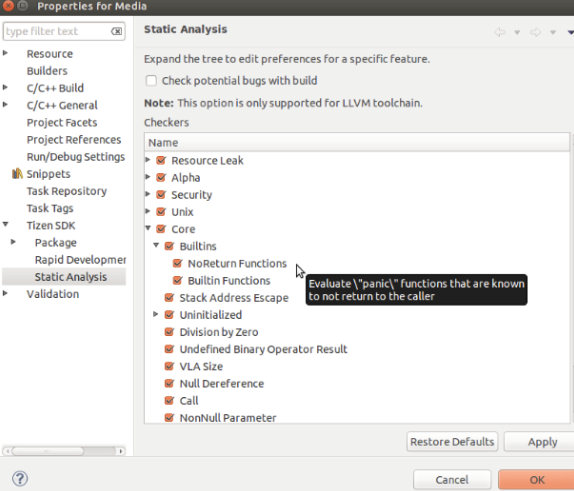 Properties for Media
type filter text
Resource
Builders
C/C++ Build
C/C++ General
Project Facets
Project References
Run/Debug Settings
Snippets
Task Repository
Task Tags
Tizen SDK
Package
Rapid Developmer
Static Analysis
Validation
Static Analysis
Expand the tree to edit preferences for a specific feature.
Check potential bugs with build
Note: This option is only supported for LLVM toolchain.
Checkers
Name
Resource Leak
Alpha
Security
Unix
Core
Builtins
NoReturn Functions
Builtin Functions
Evaluate \"panic\" functions that are known
to not return to the caller
Stack Address Escape
Uninitialized
Division by Zero
Undefined Binary Operator Result
VLA Size
Null Dereference
Call
NonNull Parameter
Restore Defaults
Apply
?
Cancel
OK